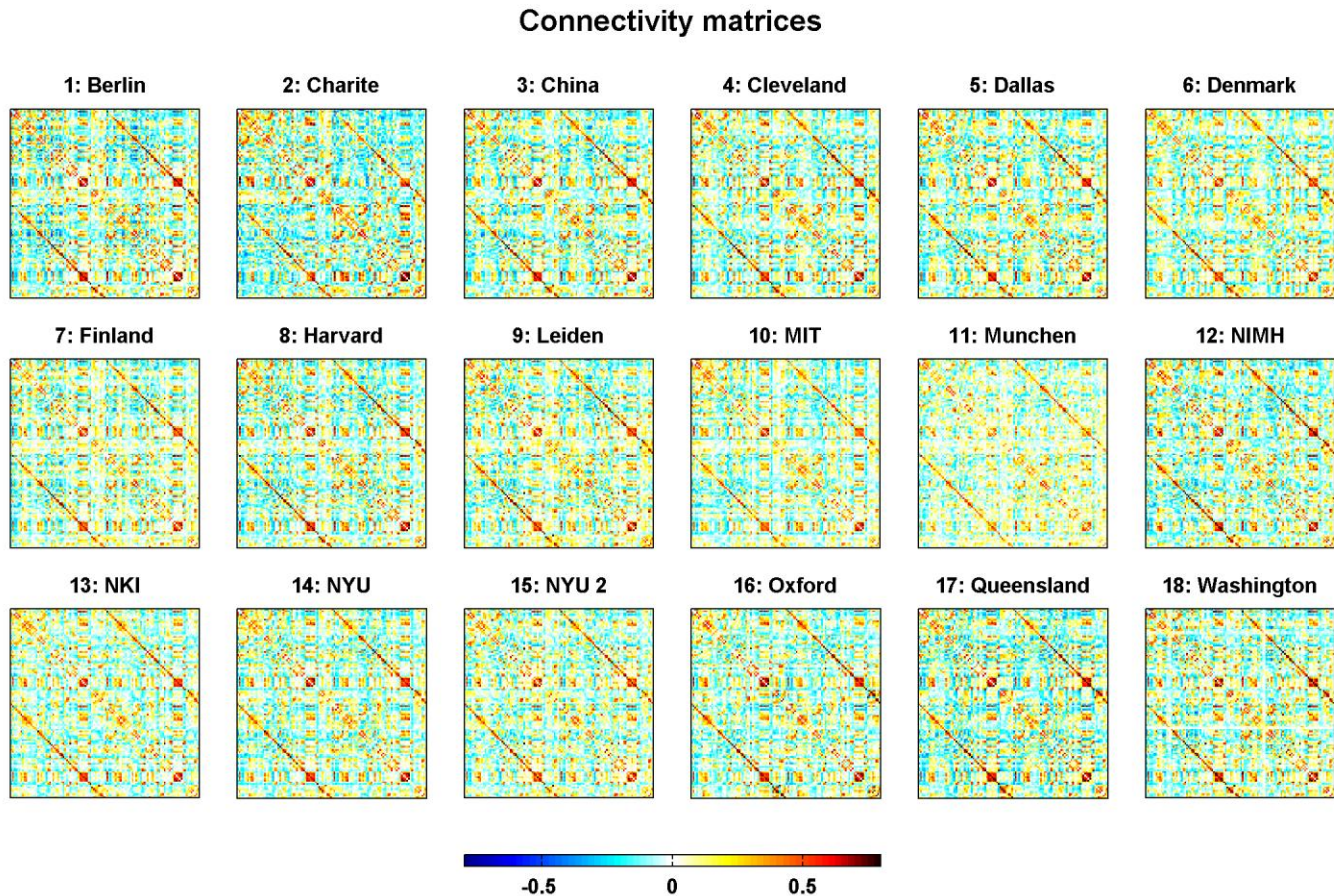 Connectivity matrices
1: Berlin 2: Charite 3: China 4: Cleveland 5: Dallas 6: Denmark
7: Finland 8: Harvard 9: Leiden 10: MIT 11: Munchen 12: NIMH
13: NKI 14: NYU 15: NYU 2 16: Oxford 17: Queensland 18: Washington
-0.5 0 0.5